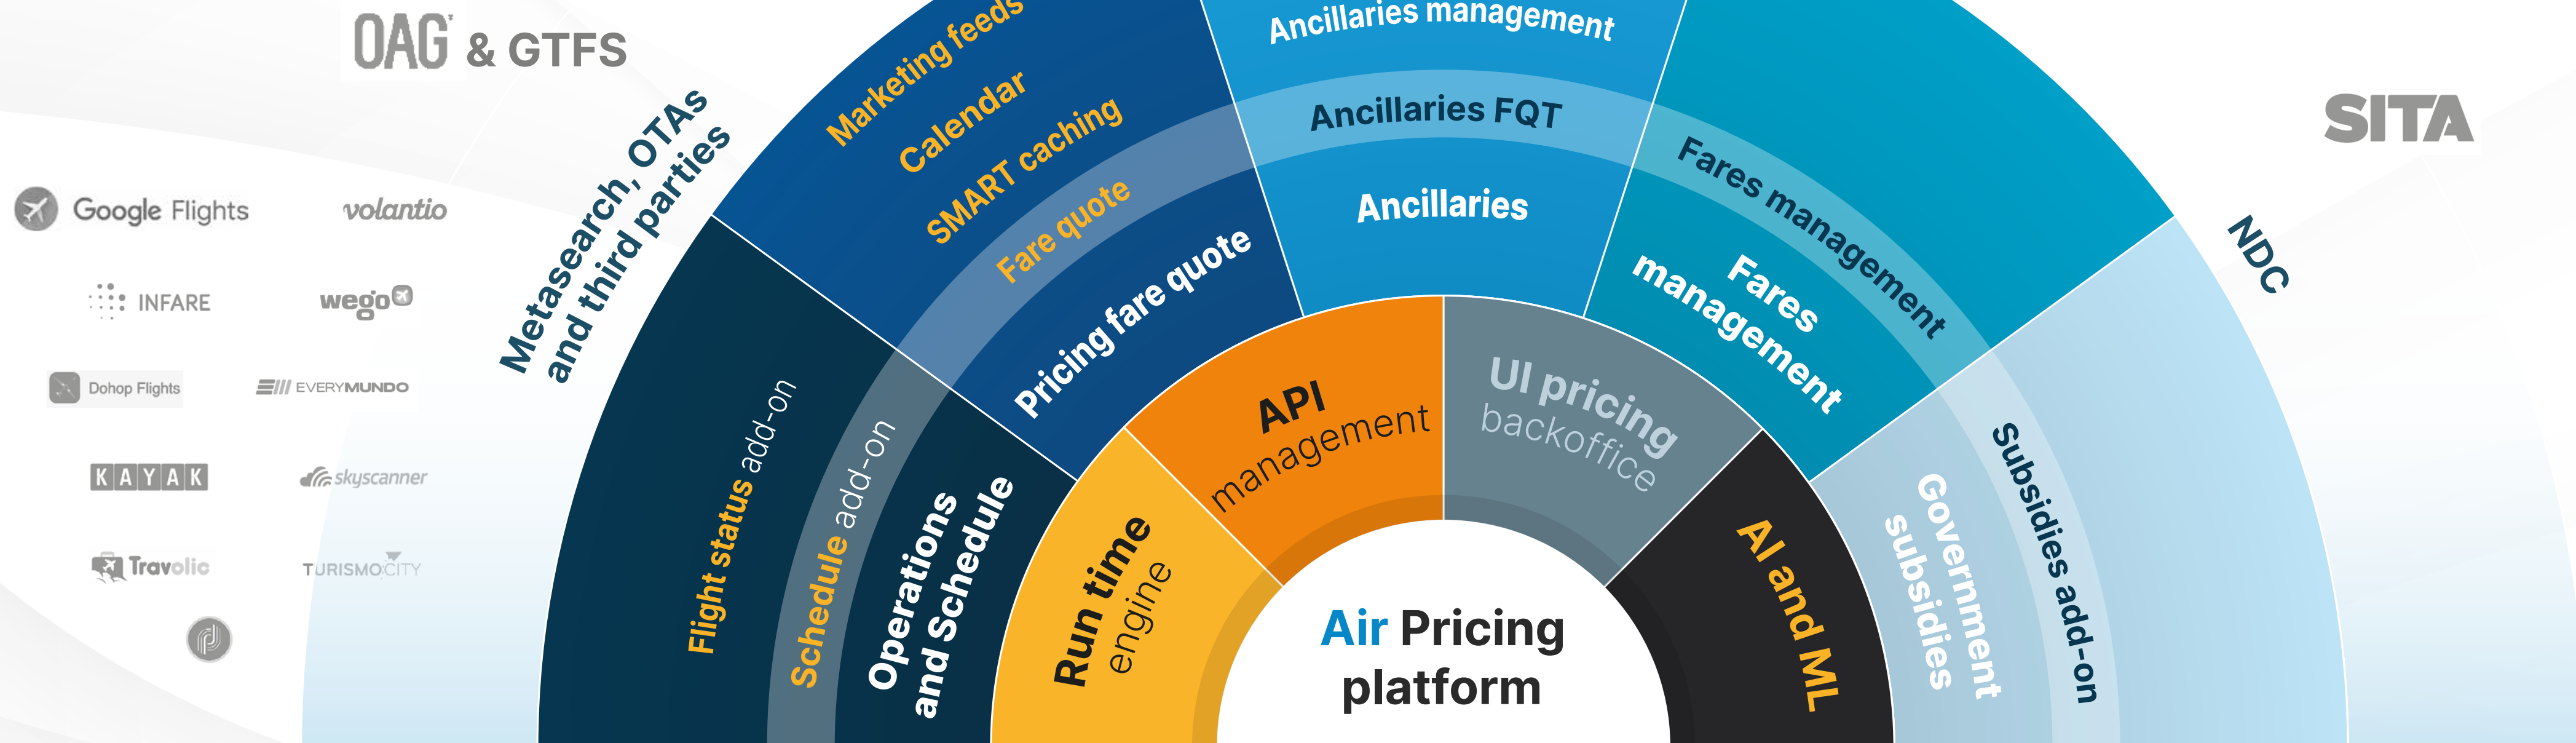 OAG & GTFS
Metasearch, OTAs
and third parties
Google Flights
volantio
INFARE
wego
Dohop Flights
EVERYMUNDO
KAYAK
skyscanner
Travolic
TURISMOCITY
Flight status add-on
Schedule add-on
Operations
and Schedule
Marketing feeds
Calendar
SMART caching
Fare quote
Pricing fare quote
Ancillaries management
Ancillaries FQT
Ancillaries
Fares management
Fares
management
Subsidies add-on
Government
subsidies
Run time
engine
API
management
UI pricing
backoffice
AI and ML
Air Pricing
platform
SITA
NDC